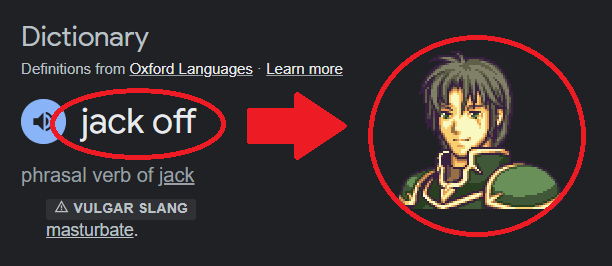 Dictionary
Definitions from Oxford Languages · Learn more
jack off
phrasal verb of jack
⚠ VULGAR SLANG
masturbate.